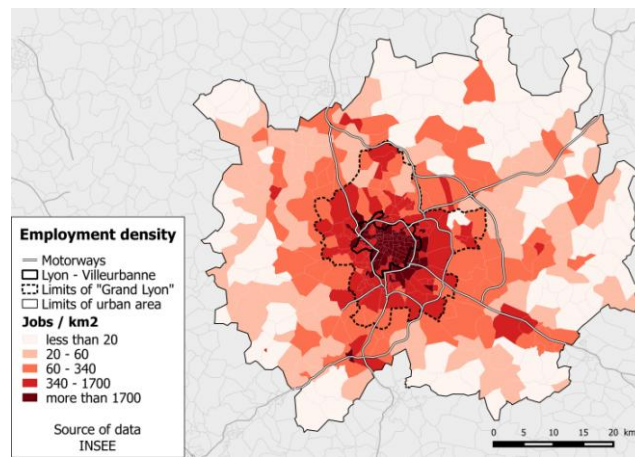 Employment density
Motorways
Lyon - Villeurbanne
Limits of "Grand Lyon"
Limits of urban area
Jobs / km2
less than 20
20 - 60
60 - 340
340 - 1700
more than 1700
Source of data
INSEE
0 5 10 15 20 km